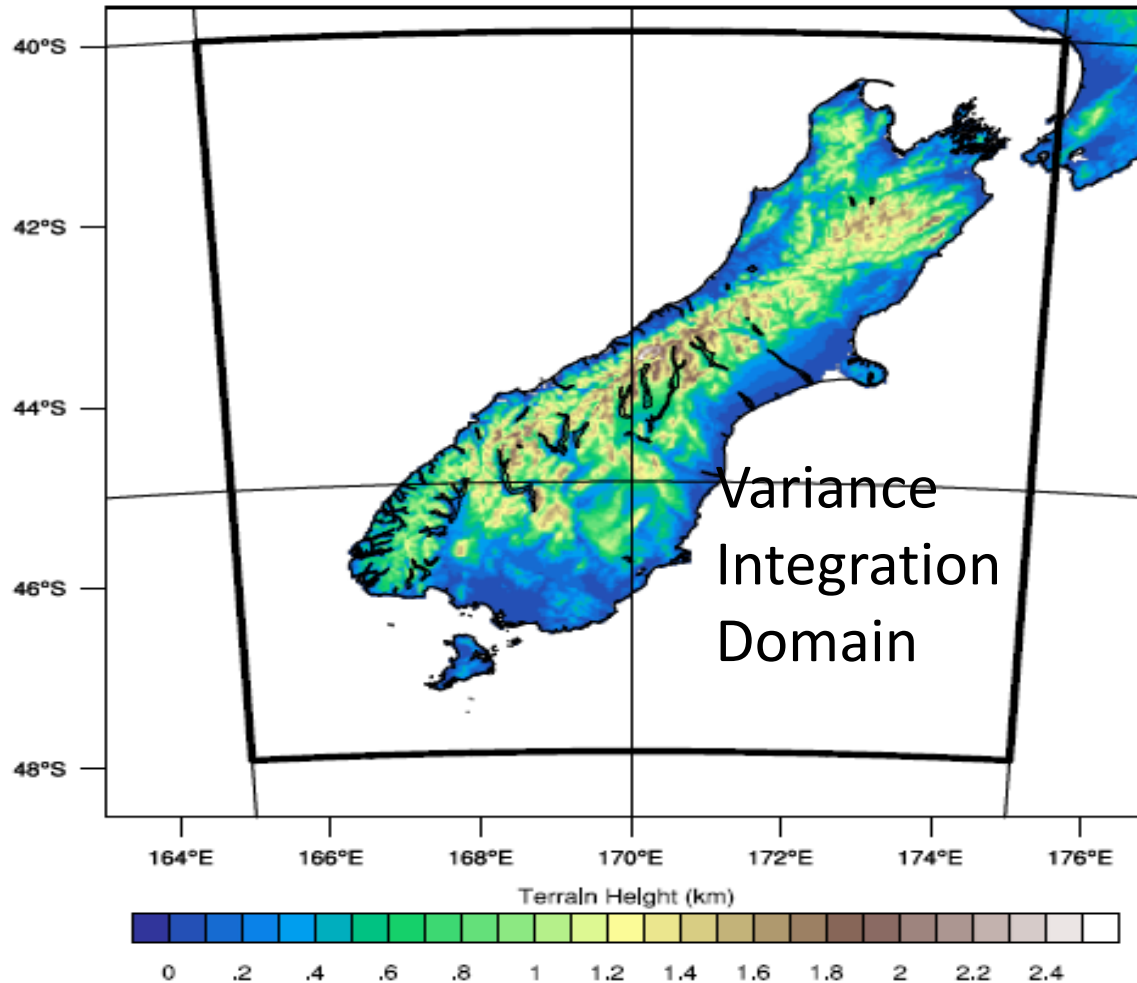 40°S
42°S
44°S
46°S
48°S
Variance
Integration
Domain
164°E 166°E 168°E 170°E 172°E 174°E 176°E
Terrain Height (km)
0 .2 .4 .6 .8 1 1.2 1.4 1.6 1.8 2 2.2 2.4